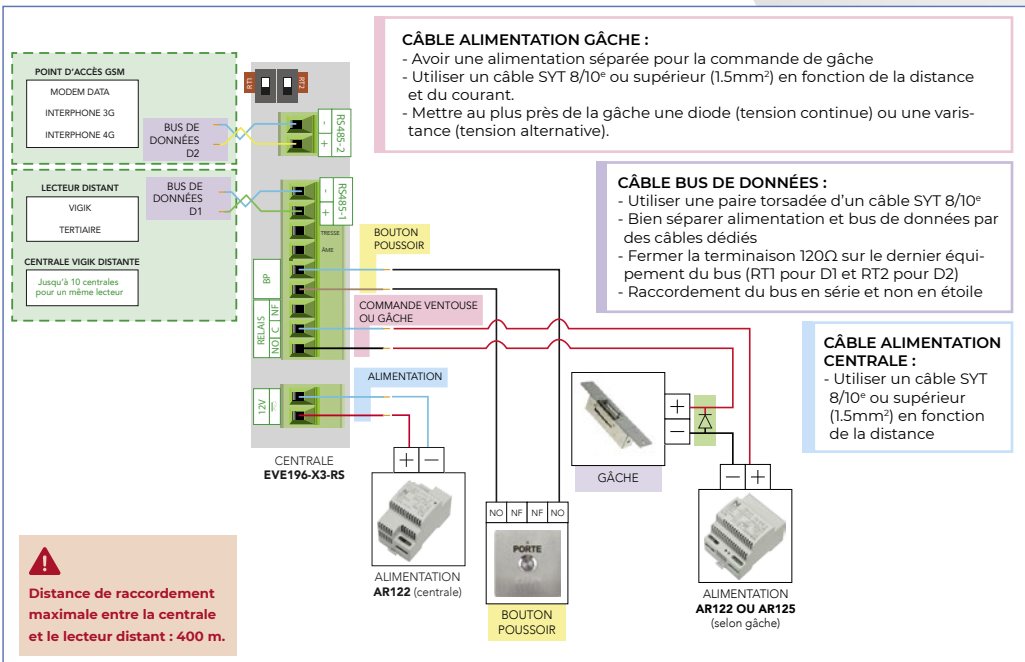 CÂBLE ALIMENTATION GÂCHE :
- Avoir une alimentation séparée pour la commande de gâche
- Utiliser un câble SYT 8/10ᵉ ou supérieur (1.5mm²) en fonction de la distance
et du courant.
- Mettre au plus près de la gâche une diode (tension continue) ou une varis-
tance (tension alternative).
POINT D'ACCÈS GSM
MODEM DATA
INTERPHONE 3G
INTERPHONE 4G
BUS DE
DONNÉES
D2
RT1
RT2
-
+
RS485-2
CÂBLE BUS DE DONNÉES :
- Utiliser une paire torsadée d'un câble SYT 8/10ᵉ
- Bien séparer alimentation et bus de données par
des câbles dédiés
- Fermer la terminaison 120Ω sur le dernier équi-
pement du bus (RT1 pour D1 et RT2 pour D2)
- Raccordement du bus en série et non en étoile
LECTEUR DISTANT
VIGIK
TERTIAIRE
BUS DE
DONNÉES
D1
-
+
RS485-1
TRESSE
ÂME
CENTRALE VIGIK DISTANTE
Jusqu'à 10 centrales
pour un même lecteur
BOUTON
POUSSOIR
BP
COMMANDE VENTOUSE
OU GÂCHE
RELAIS
NF
C
NO
CÂBLE ALIMENTATION
CENTRALE :
- Utiliser un câble SYT
8/10ᵉ ou supérieur
(1.5mm²) en fonction
de la distance
ALIMENTATION
12V
CENTRALE
EVE196-X3-RS
+ −
+
−
GÂCHE
− +
NO NF NF NO
PORTE
ALIMENTATION
AR122 (centrale)
BOUTON
POUSSOIR
ALIMENTATION
AR122 OU AR125
(selon gâche)
Distance de raccordement
maximale entre la centrale
et le lecteur distant : 400 m.